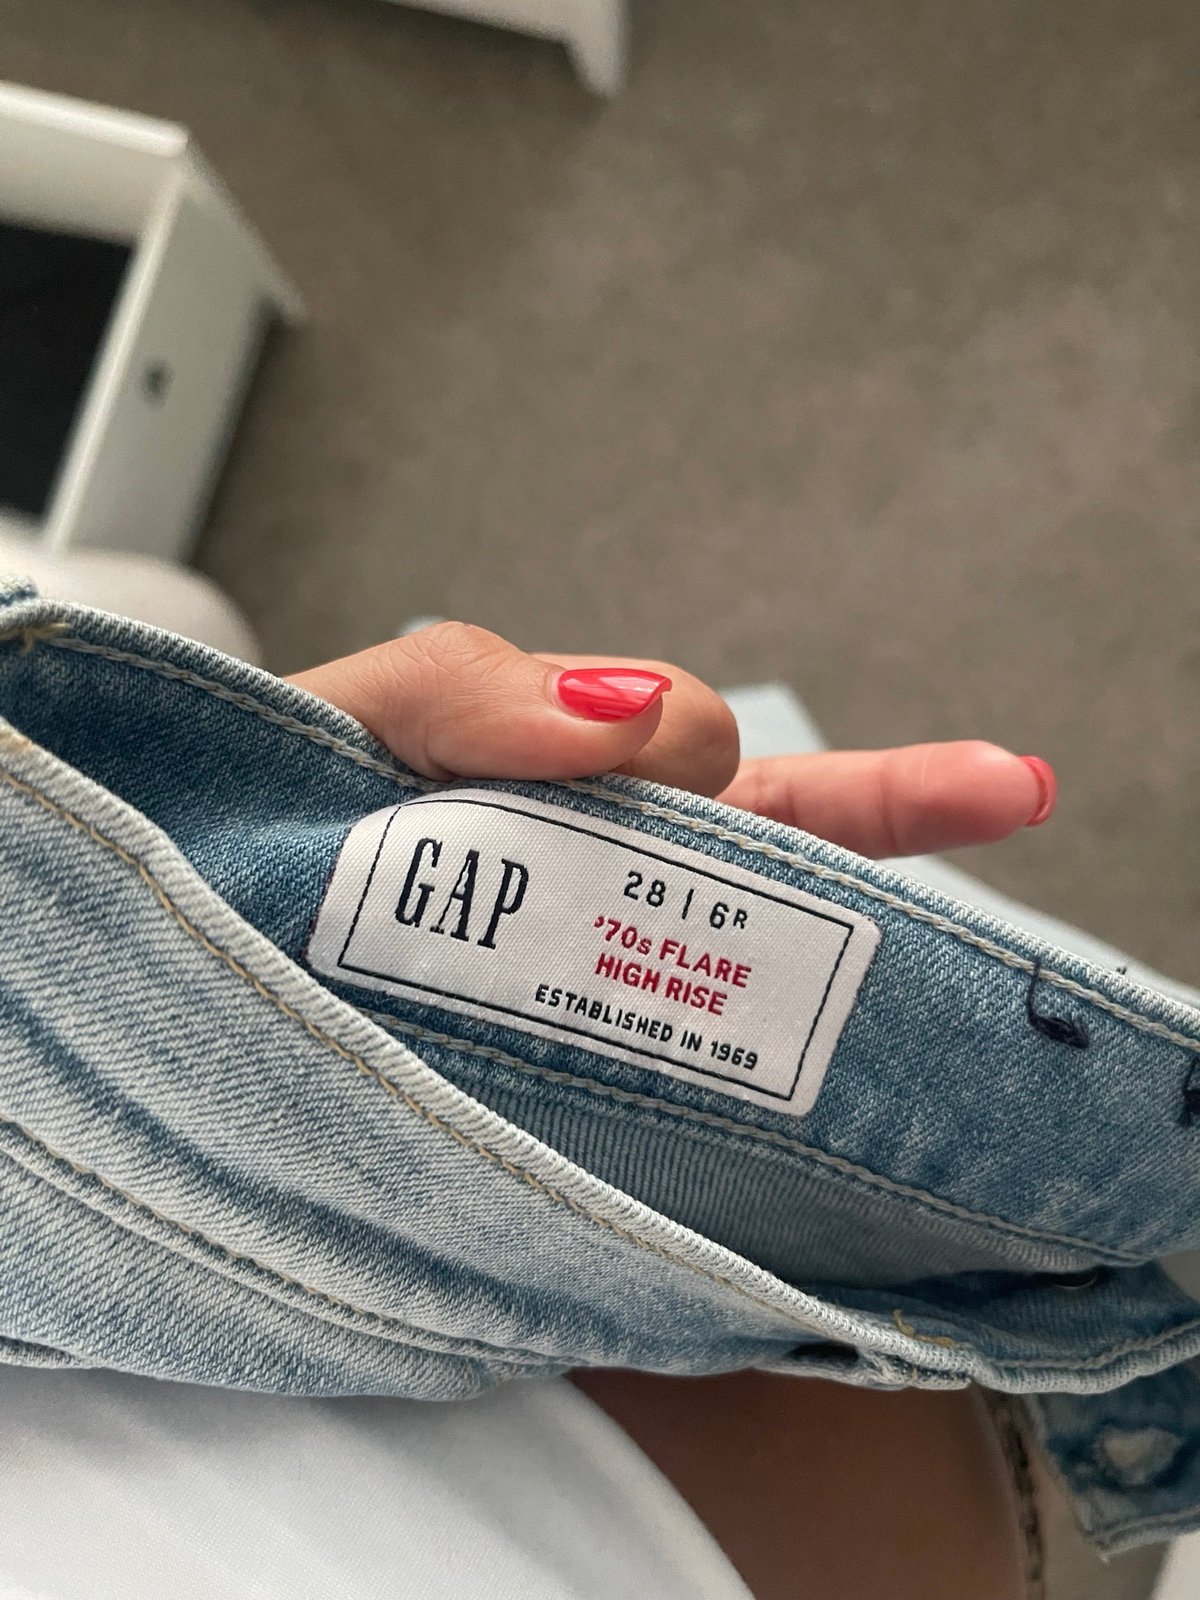 GAP
28 | 6R
'70s FLARE
HIGH RISE
ESTABLISHED IN 1969